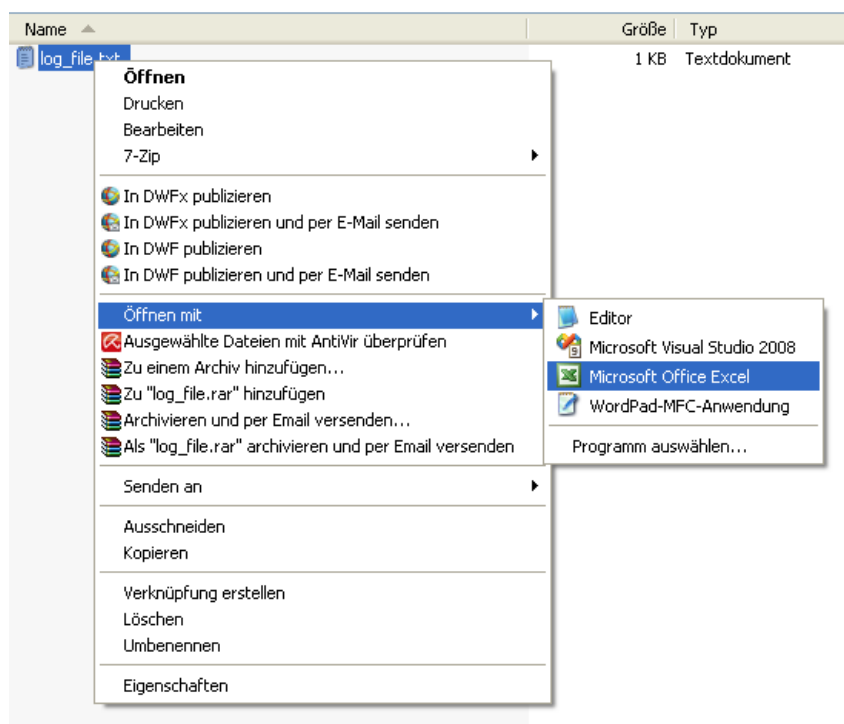 Name Größe Typ
log_file.txt 1 KB Textdokument
Öffnen
Drucken
Bearbeiten
7-Zip
In DWFx publizieren
In DWFx publizieren und per E-Mail senden
In DWF publizieren
In DWF publizieren und per E-Mail senden
Öffnen mit
Ausgewählte Dateien mit AntiVir überprüfen
Zu einem Archiv hinzufügen...
Zu "log_file.rar" hinzufügen
Archivieren und per Email versenden...
Als "log_file.rar" archivieren und per Email versenden
Senden an
Ausschneiden
Kopieren
Verknüpfung erstellen
Löschen
Umbenennen
Eigenschaften
Editor
Microsoft Visual Studio 2008
Microsoft Office Excel
WordPad-MFC-Anwendung
Programm auswählen...